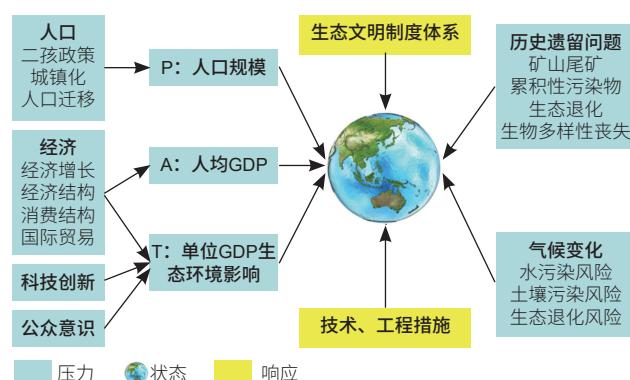 人口
二孩政策
城镇化
人口迁移
经济
经济增长
经济结构
消费结构
国际贸易
科技创新
公众意识
P：人口规模
A：人均GDP
T：单位GDP生
态环境影响
生态文明制度体系
技术、工程措施
历史遗留问题
矿山尾矿
累积性污染物
生态退化
生物多样性丧失
气候变化
水污染风险
土壤污染风险
生态退化风险
压力
状态
响应